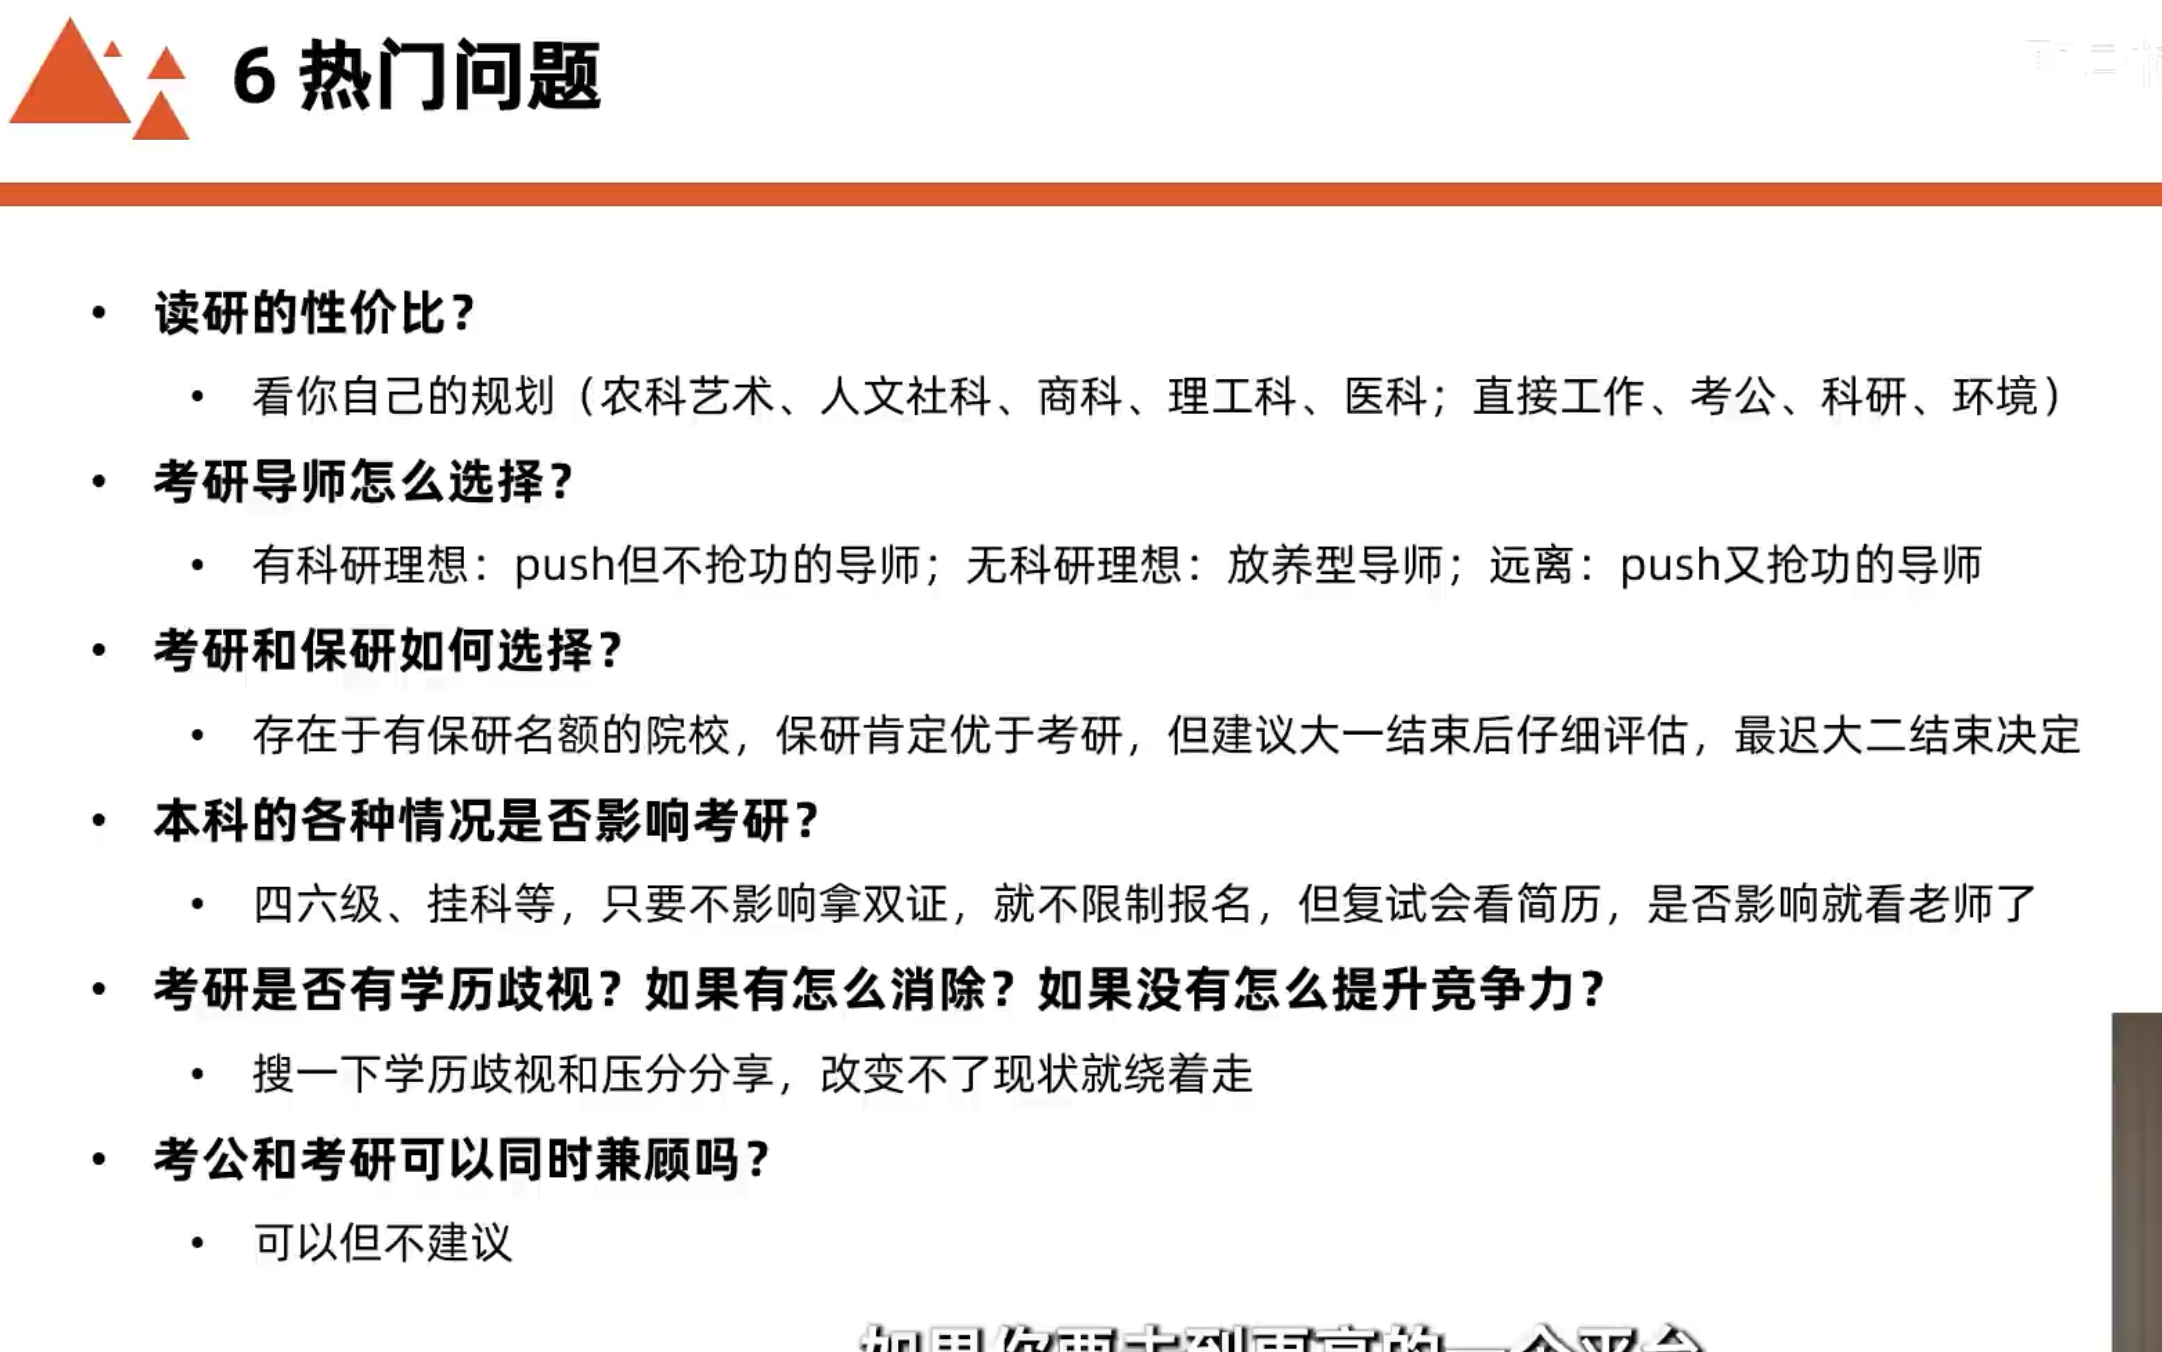 6 热门问题
• 读研的性价比？
• 看你自己的规划（农科艺术、人文社科、商科、理工科、医科；直接工作、考公、科研、环境）
• 考研导师怎么选择？
• 有科研理想：push但不抢功的导师；无科研理想：放养型导师；远离：push又抢功的导师
• 考研和保研如何选择？
• 存在于有保研名额的院校，保研肯定优于考研，但建议大一结束后仔细评估，最迟大二结束决定
• 本科的各种情况是否影响考研？
• 四六级、挂科等，只要不影响拿双证，就不限制报名，但复试会看简历，是否影响就看老师了
• 考研是否有学历歧视？如果有怎么消除？如果没有怎么提升竞争力？
• 搜一下学历歧视和压分分享，改变不了现状就绕着走
• 考公和考研可以同时兼顾吗？
• 可以但不建议
如果你要去到更高的一个平台